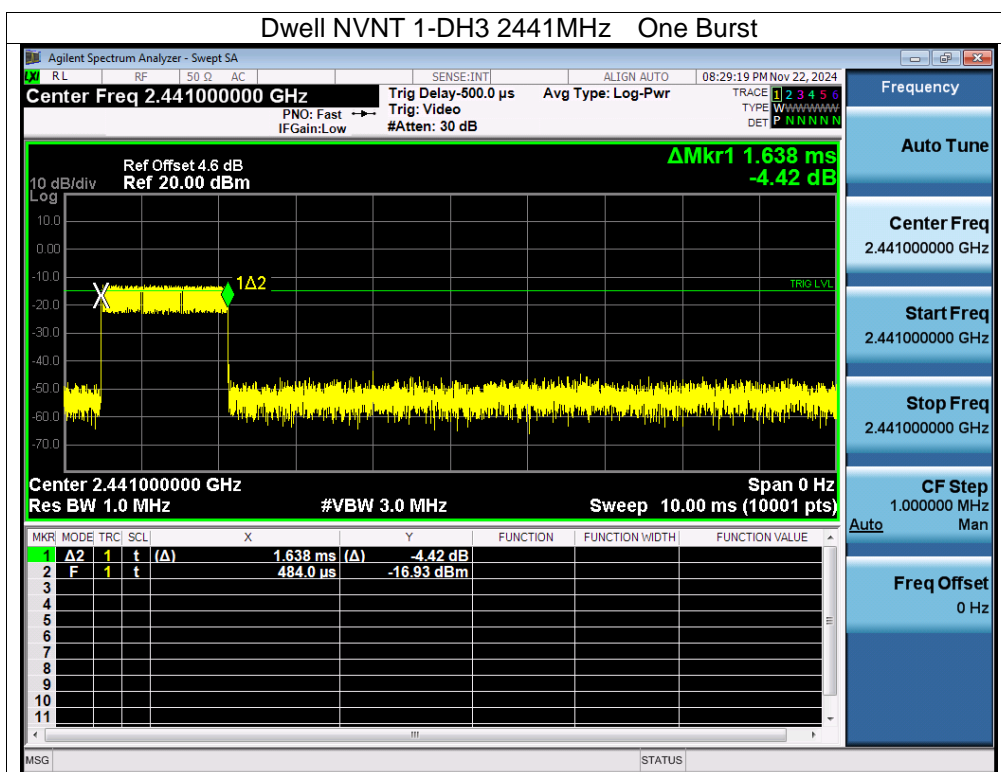 Dwell NVNT 1-DH3 2441MHz One Burst
Agilent Spectrum Analyzer - Swept SA
LXI RL RF 50 Ω AC SENSE:INT ALIGN AUTO 08:29:19 PM Nov 22, 2024
Center Freq 2.441000000 GHz
PNO: Fast
IFGain:Low
Trig Delay-500.0 µs
Trig: Video
#Atten: 30 dB
Avg Type: Log-Pwr
TRACE 1 2 3 4 5 6
TYPE WWWWWW
DET P N N N N N
ΔMkr1 1.638 ms
-4.42 dB
Ref Offset 4.6 dB
10 dB/div Ref 20.00 dBm
Log
10.0
0.00
-10.0
-20.0
-30.0
-40.0
-50.0
-60.0
-70.0
1Δ2
TRIG LVL
Center 2.441000000 GHz Span 0 Hz
Res BW 1.0 MHz #VBW 3.0 MHz Sweep 10.00 ms (10001 pts)
MKR MODE TRC SCL X Y FUNCTION FUNCTION WIDTH FUNCTION VALUE
1 Δ2 1 t (Δ) 1.638 ms (Δ) -4.42 dB
2 F 1 t 484.0 µs -16.93 dBm
3
4
5
6
7
8
9
10
11
MSG STATUS
Frequency
Auto Tune
Center Freq
2.441000000 GHz
Start Freq
2.441000000 GHz
Stop Freq
2.441000000 GHz
CF Step
1.000000 MHz
Auto Man
Freq Offset
0 Hz